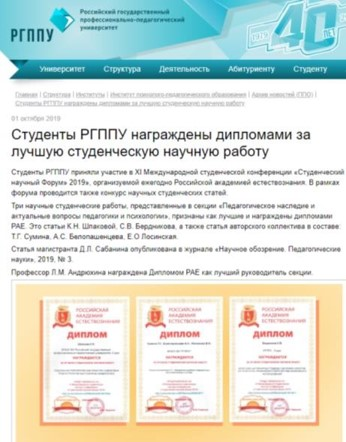 РГППУ
Российский государственный
профессионально-педагогический
университет
40
Университет Структура Деятельность Абитуриенту Студенту
Главная | Структура | Институты | Институт психолого-педагогического образования | Архив новостей (ППО) |
Студенты РГППУ награждены дипломами за лучшую студенческую научную работу
01 октября 2019
Студенты РГППУ награждены дипломами за
лучшую студенческую научную работу
Студенты РГППУ приняли участие в XI Международной студенческой конференции «Студенческий
научный Форум 2019», организуемой ежегодно Российской академией естествознания. В рамках
форума проводится также конкурс научных студенческих статей.
Три научные студенческие работы, представленные в секции «Педагогическое наследие и
актуальные вопросы педагогики и психологии», признаны как лучшие и награждены дипломами
РАЕ. Это статьи К.Н. Шпаковой, С.В. Бердникова, а также статья авторского коллектива в составе:
Т.Г. Сумина, А.С. Белопашенцева, Е.О Лосинская.
Статья магистранта Д.Л. Сабанина опубликована в журнале «Научное обозрение. Педагогические
науки», 2019. № 3.
Профессор Л.М. Андрюхина награждена Дипломом РАЕ как лучший руководитель секции.
РОССИЙСКАЯ
АКАДЕМИЯ
ЕСТЕСТВОЗНАНИЯ
ДИПЛОМ
НАГРАЖДАЕТСЯ
РОССИЙСКАЯ
АКАДЕМИЯ
ЕСТЕСТВОЗНАНИЯ
ДИПЛОМ
РОССИЙСКАЯ
АКАДЕМИЯ
ЕСТЕСТВОЗНАНИЯ
ДИПЛОМ
НАГРАЖДАЕТСЯ